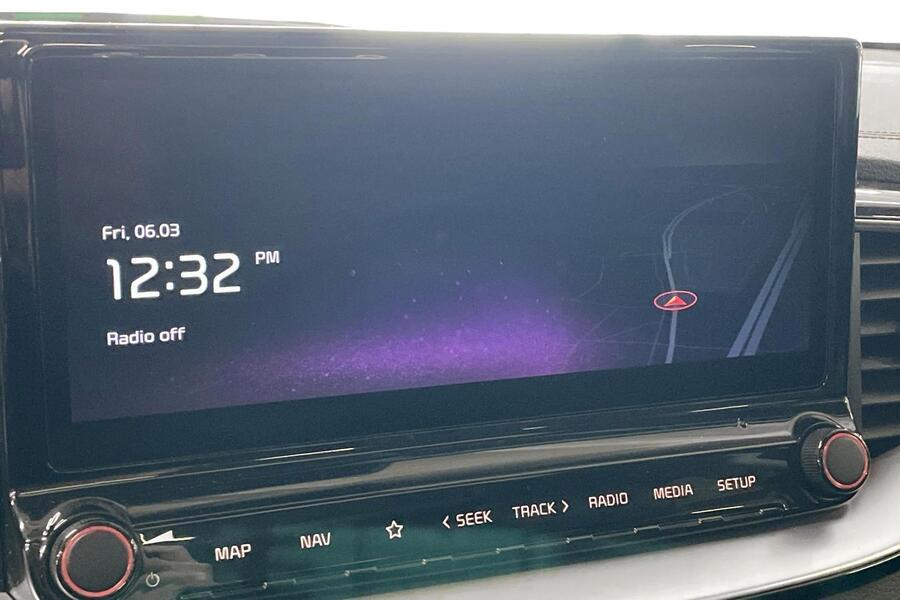 Fri, 06.03
12:32 PM
Radio off
MAP NAV ☆ < SEEK TRACK > RADIO MEDIA SETUP